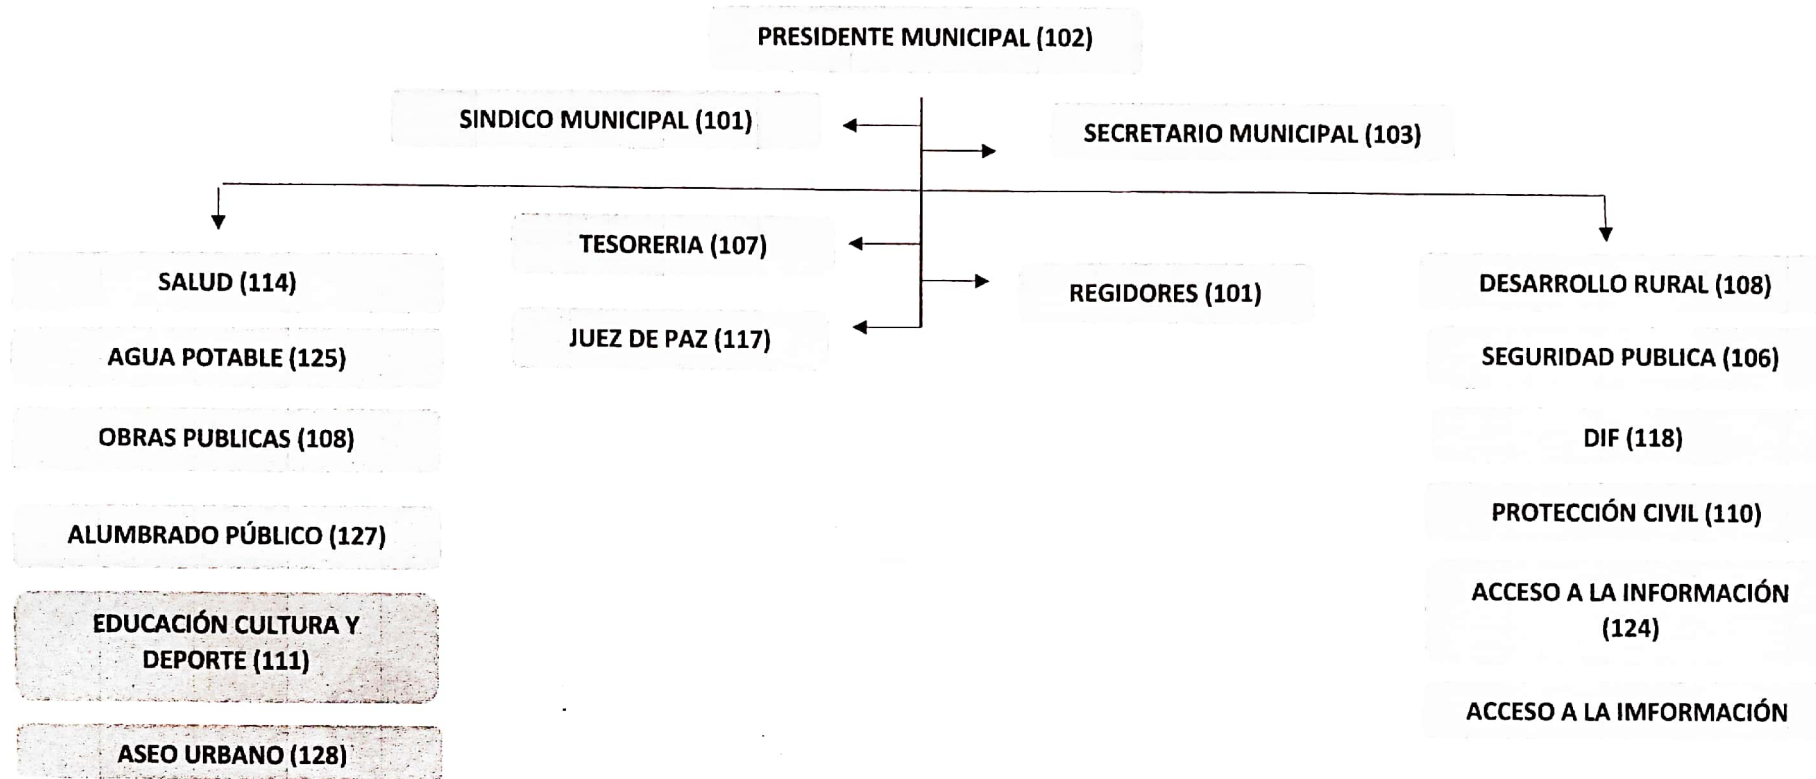 PRESIDENTE MUNICIPAL (102)
SINDICO MUNICIPAL (101)
SECRETARIO MUNICIPAL (103)
TESORERIA (107)
REGIDORES (101)
JUEZ DE PAZ (117)
SALUD (114)
AGUA POTABLE (125)
OBRAS PUBLICAS (108)
ALUMBRADO PÚBLICO (127)
EDUCACIÓN CULTURA Y
DEPORTE (111)
ASEO URBANO (128)
DESARROLLO RURAL (108)
SEGURIDAD PUBLICA (106)
DIF (118)
PROTECCIÓN CIVIL (110)
ACCESO A LA INFORMACIÓN
(124)
ACCESO A LA IMFORMACIÓN